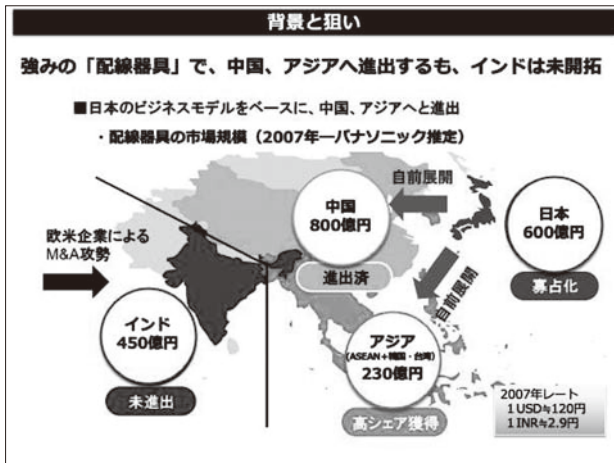 背景と狙い
強みの「配線器具」で、中国、アジアへ進出するも、インドは未開拓
■日本のビジネスモデルをベースに、中国、アジアへと進出
・配線器具の市場規模（2007年―パナソニック推定）
欧米企業による
M&A攻勢
中国
800億円
進出済
自前展開
日本
600億円
寡占化
自前展開
インド
450億円
未進出
アジア
(ASEAN+韓国・台湾)
230億円
高シェア獲得
2007年レート
1USD≒120円
1INR≒2.9円